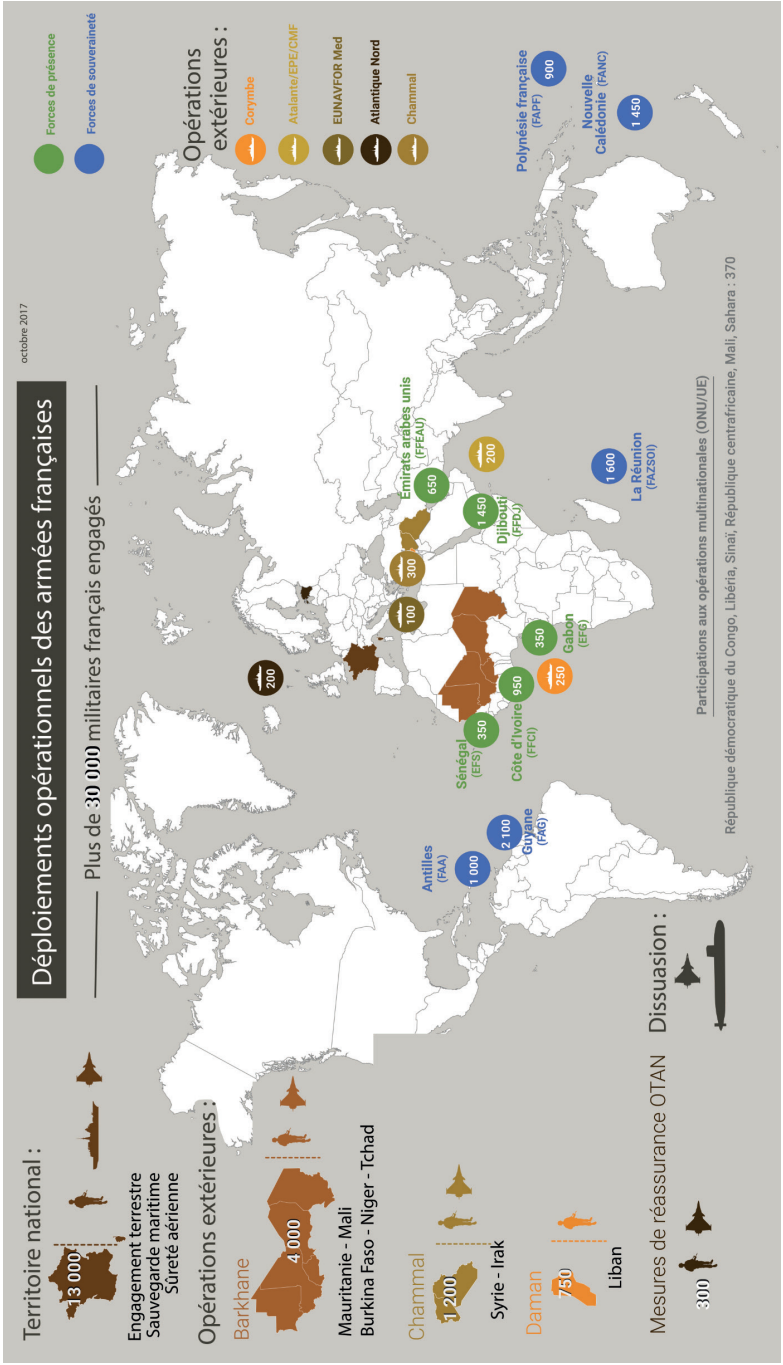 Déploiements opérationnels des armées françaises
octobre 2017
Plus de 30 000 militaires français engagés
Forces de présence
Forces de souveraineté
Territoire national :
13 000
Engagement terrestre
Sauvegarde maritime
Sûreté aérienne
Opérations extérieures :
Barkhane
4 000
Mauritanie - Mali
Burkina Faso - Niger - Tchad
Chammal
1 200
Syrie - Irak
Daman
750
Liban
Mesures de réassurance OTAN
300
Dissuasion :
Opérations
extérieures :
Corymbe
Atalante/EPE/CMF
EUNAVFOR Med
Atlantique Nord
Chammal
200
100
300
Émirats arabes unis
(FFEAU)
650
1 450
Djibouti
(FFDJ)
200
Sénégal
(EFS)
350
Côte d'Ivoire
(FFCI)
950
250
350
Gabon
(EFG)
Antilles
(FAA)
1 000
2 100
Guyane
(FAG)
1 600
La Réunion
(FAZSOI)
Polynésie française
(FAPF)
900
Nouvelle
Calédonie (FANC)
1 450
Participations aux opérations multinationales (ONU/UE)
République démocratique du Congo, Libéria, Sinaï, République centrafricaine, Mali, Sahara : 370